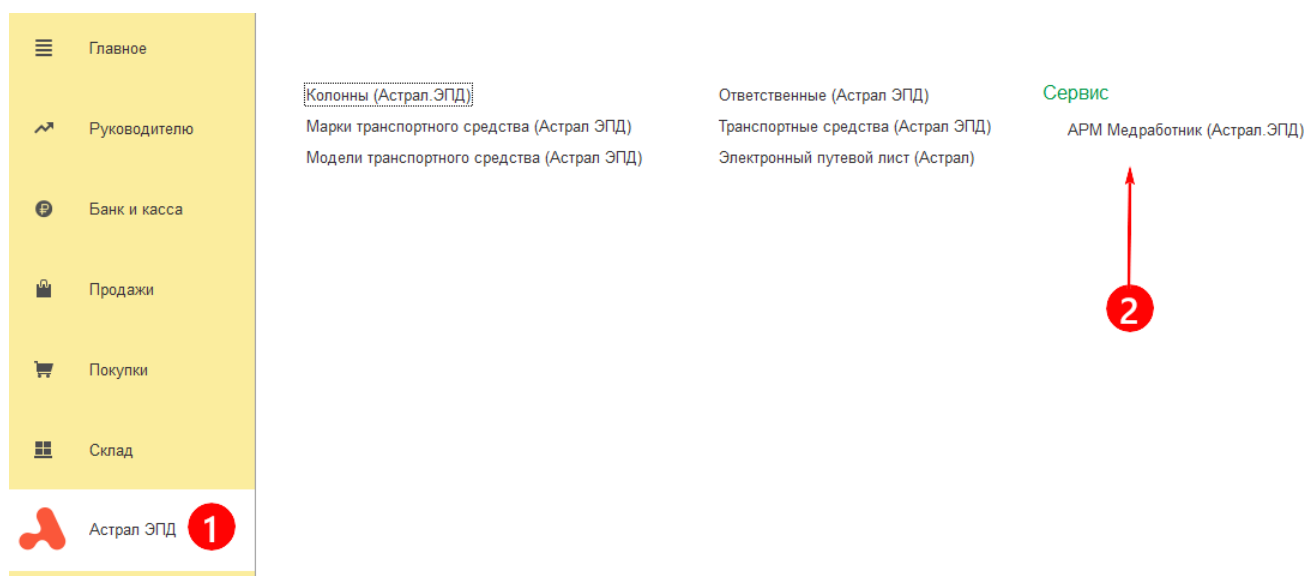 Главное
Руководителю
Банк и касса
Продажи
Покупки
Склад
Астрал ЭПД
1
Колонны (Астрал.ЭПД)
Марки транспортного средства (Астрал ЭПД)
Модели транспортного средства (Астрал ЭПД)
Ответственные (Астрал ЭПД)
Транспортные средства (Астрал ЭПД)
Электронный путевой лист (Астрал)
Сервис
АРМ Медработник (Астрал.ЭПД)
2